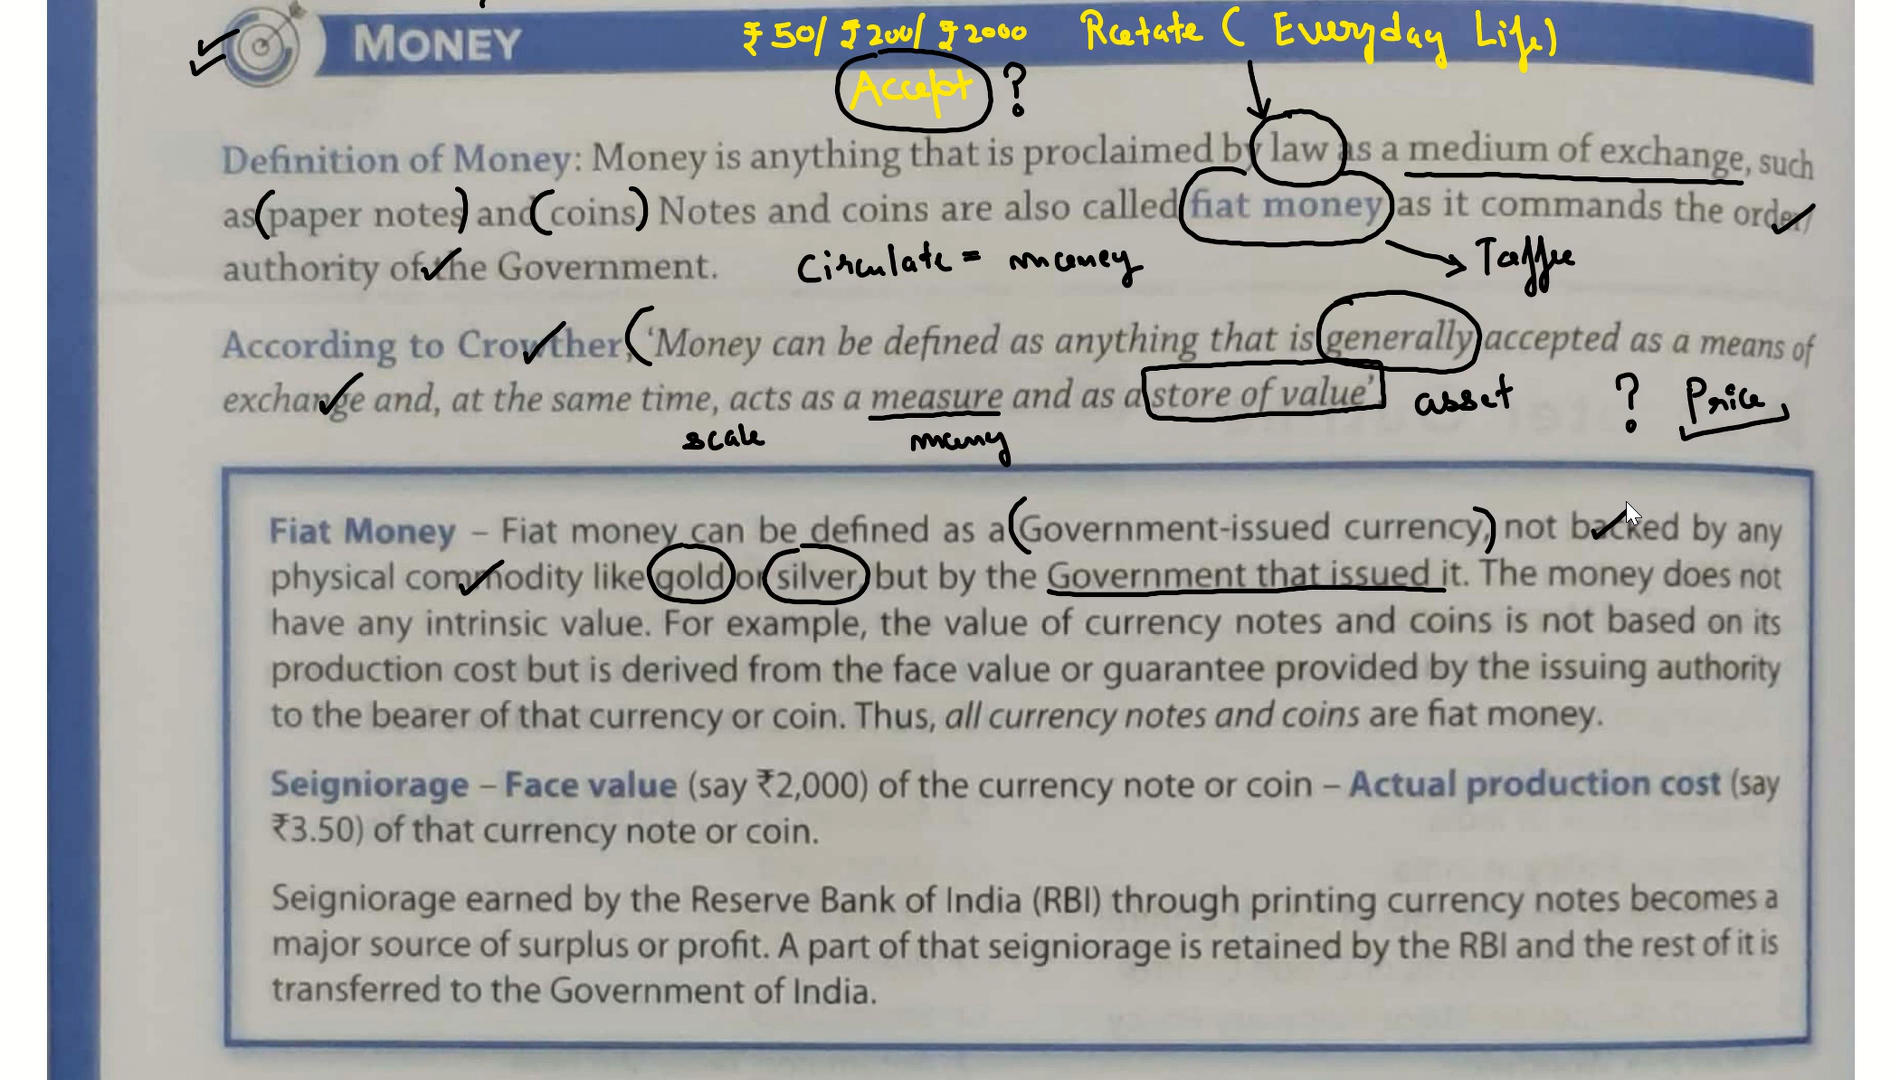 MONEY ₹50/ ₹200/ ₹2000 Rotate ( Everyday Life)
Accept ?
Definition of Money: Money is anything that is proclaimed by law as a medium of exchange, such
as (paper notes) and (coins) Notes and coins are also called fiat money as it commands the order/
authority of the Government. Circulate = money → Taffee
According to Crowther, ('Money can be defined as anything that is generally accepted as a means of
exchange and, at the same time, acts as a measure and as a store of value' asset ? Price
scale money
Fiat Money – Fiat money can be defined as a (Government-issued currency,) not backed by any
physical commodity like gold or silver, but by the Government that issued it. The money does not
have any intrinsic value. For example, the value of currency notes and coins is not based on its
production cost but is derived from the face value or guarantee provided by the issuing authority
to the bearer of that currency or coin. Thus, all currency notes and coins are fiat money.
Seigniorage – Face value (say ₹2,000) of the currency note or coin – Actual production cost (say
₹3.50) of that currency note or coin.
Seigniorage earned by the Reserve Bank of India (RBI) through printing currency notes becomes a
major source of surplus or profit. A part of that seigniorage is retained by the RBI and the rest of it is
transferred to the Government of India.